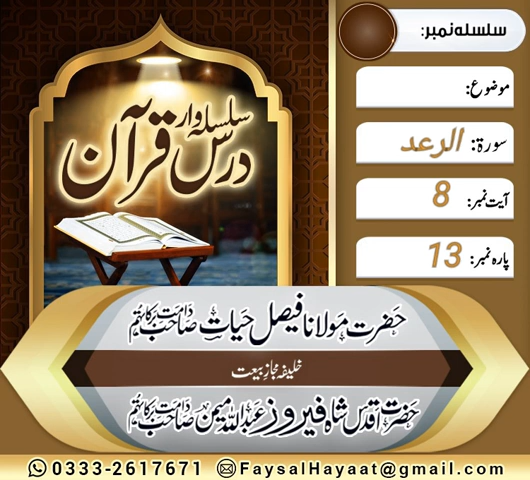 سلسلہ نمبر:
سلسلہ وار
درس قرآن
موضوع:
سورۃ: الرعد
آیت نمبر: 8
پارہ نمبر: 13
حضرت مولانا فیصل حیات صاحب دامت برکاتہم
خلیفہ مجاز بیعت
حضرت اقدس شاہ فیروز عبداللہ میمن صاحب دامت برکاتہم
0333-2617671 @FaysalHayaat@gmail.com